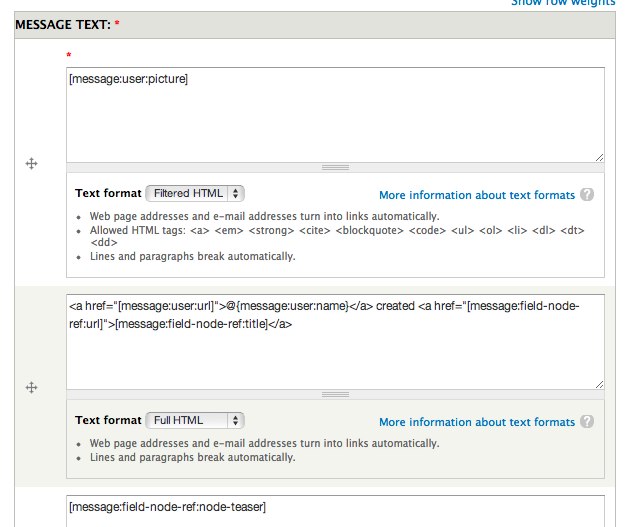 Show row weights
MESSAGE TEXT: *
*
[message:user:picture]
Text format Filtered HTML
More information about text formats ?
Web page addresses and e-mail addresses turn into links automatically.
Allowed HTML tags: <a> <em> <strong> <cite> <blockquote> <code> <ul> <ol> <li> <dl> <dt>
<dd>
Lines and paragraphs break automatically.
<a href="[message:user:url]">@{message:user:name}</a> created <a href="[message:field-node-
ref:url]">[message:field-node-ref:title]</a>
Text format Full HTML
More information about text formats ?
Web page addresses and e-mail addresses turn into links automatically.
Lines and paragraphs break automatically.
[message:field-node-ref:node-teaser]